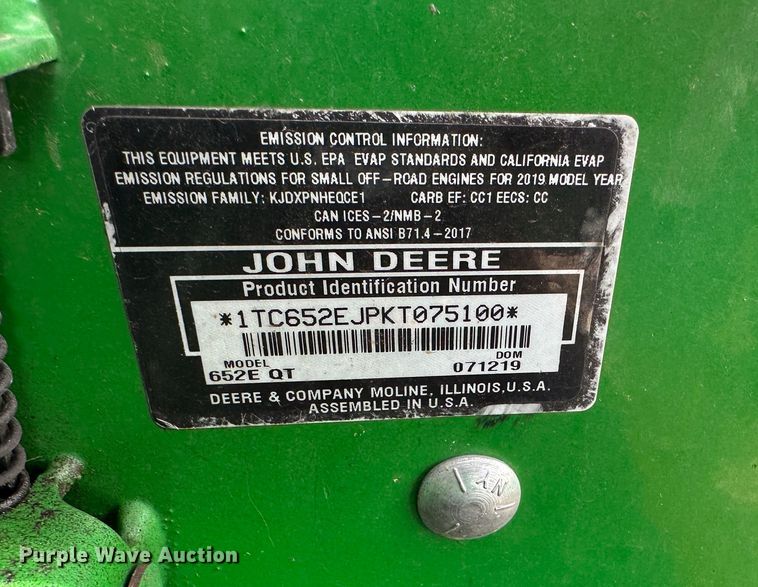 EMISSION CONTROL INFORMATION:
THIS EQUIPMENT MEETS U.S. EPA EVAP STANDARDS AND CALIFORNIA EVAP
EMISSION REGULATIONS FOR SMALL OFF-ROAD ENGINES FOR 2019 MODEL YEAR
EMISSION FAMILY: KJDXPNHEQCE1 CARB EF: CC1 EECS: CC
CAN ICES-2/NMB-2
CONFORMS TO ANSI B71.4-2017
JOHN DEERE
Product Identification Number
*1TC652EJPKT075100*
MODEL DOM
652E QT 071219
DEERE & COMPANY MOLINE, ILLINOIS, U.S.A.
ASSEMBLED IN U.S.A.
NY
Purple Wave Auction